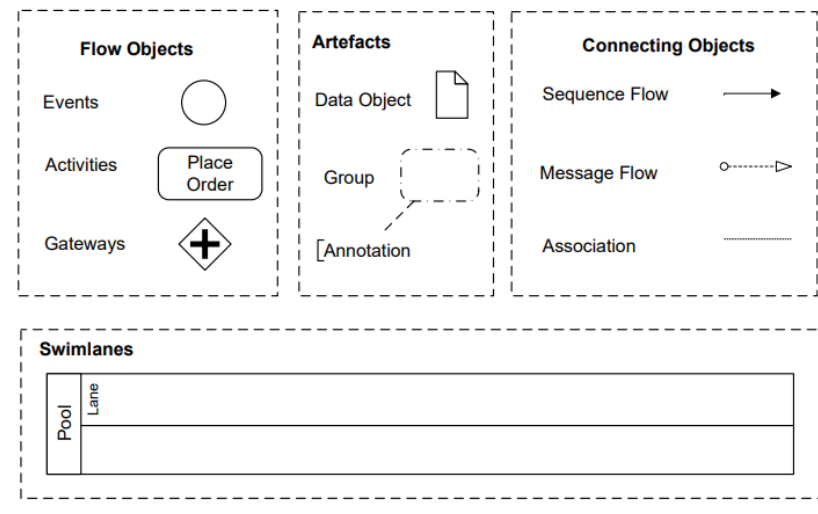 Flow Objects
Events
Activities
Place
Order
Gateways
Artefacts
Data Object
Group
Annotation
Connecting Objects
Sequence Flow
Message Flow
Association
Swimlanes
Pool
Lane